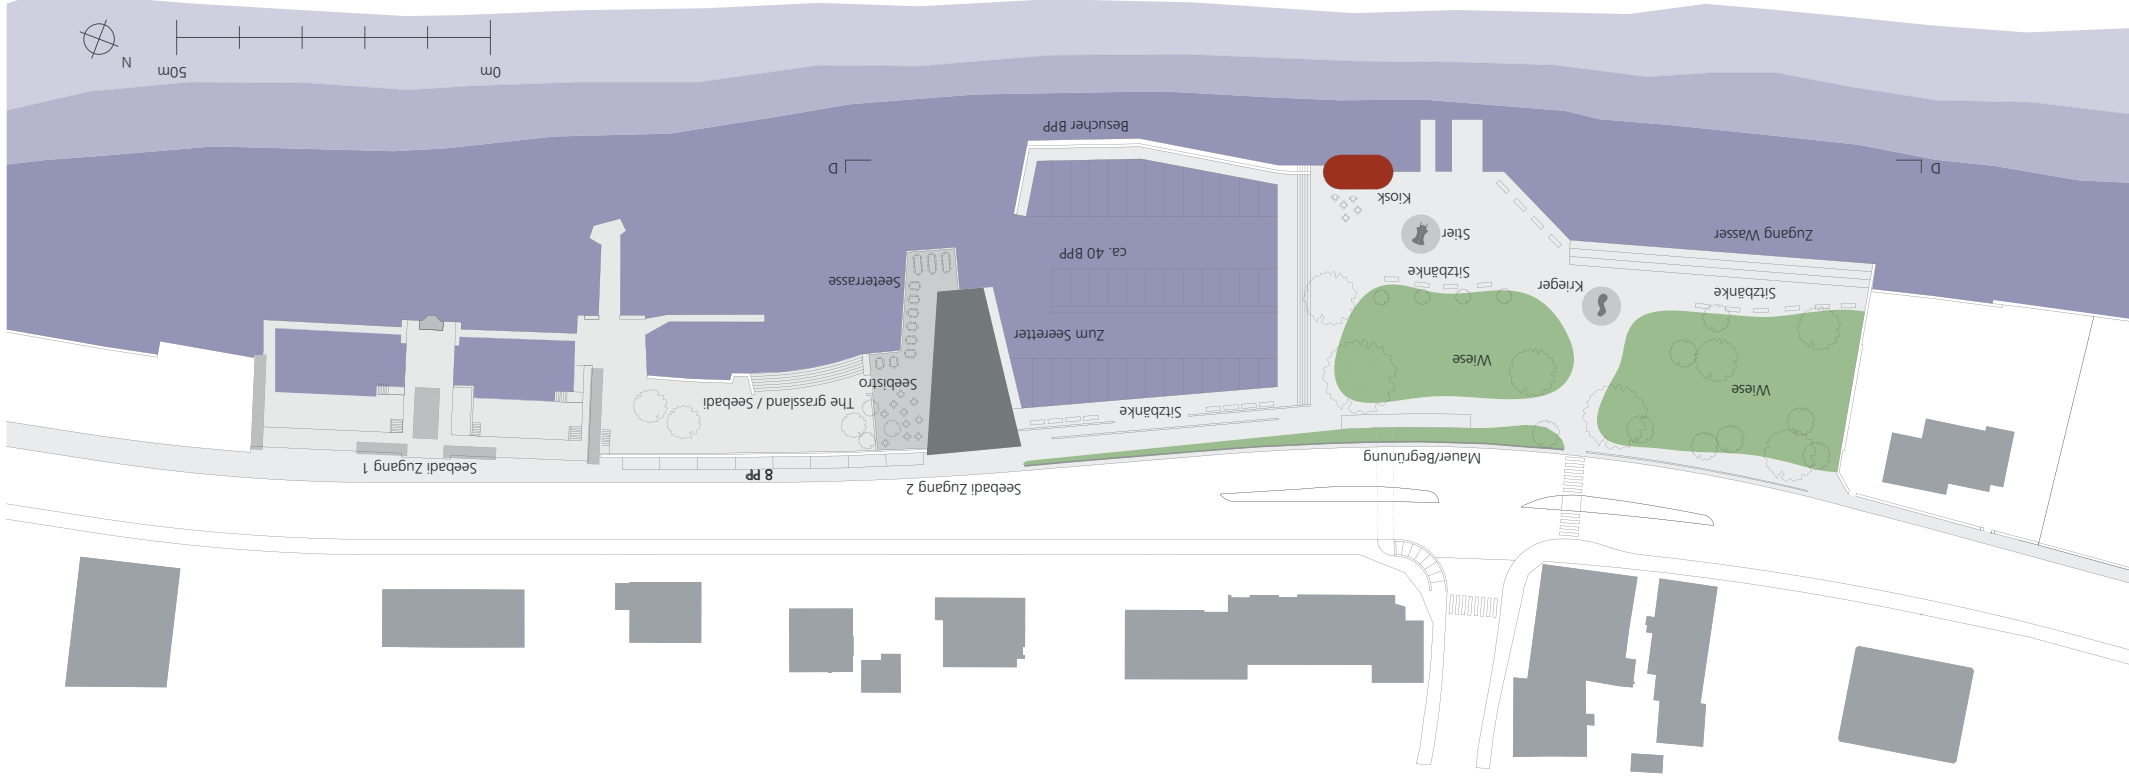 N
50m
0m
Besucher BPP
D
D
Kiosk
Stier
Zugang Wasser
ca. 40 BPP
Sitzbänke
Seeterrasse
Krieger
Sitzbänke
Zum Seeretter
Wiese
Seebistro
Wiese
The grassland / Seebadi
Sitzbänke
Mauer/Begrünung
Seebadi Zugang 1
8 PP
Seebadi Zugang 2